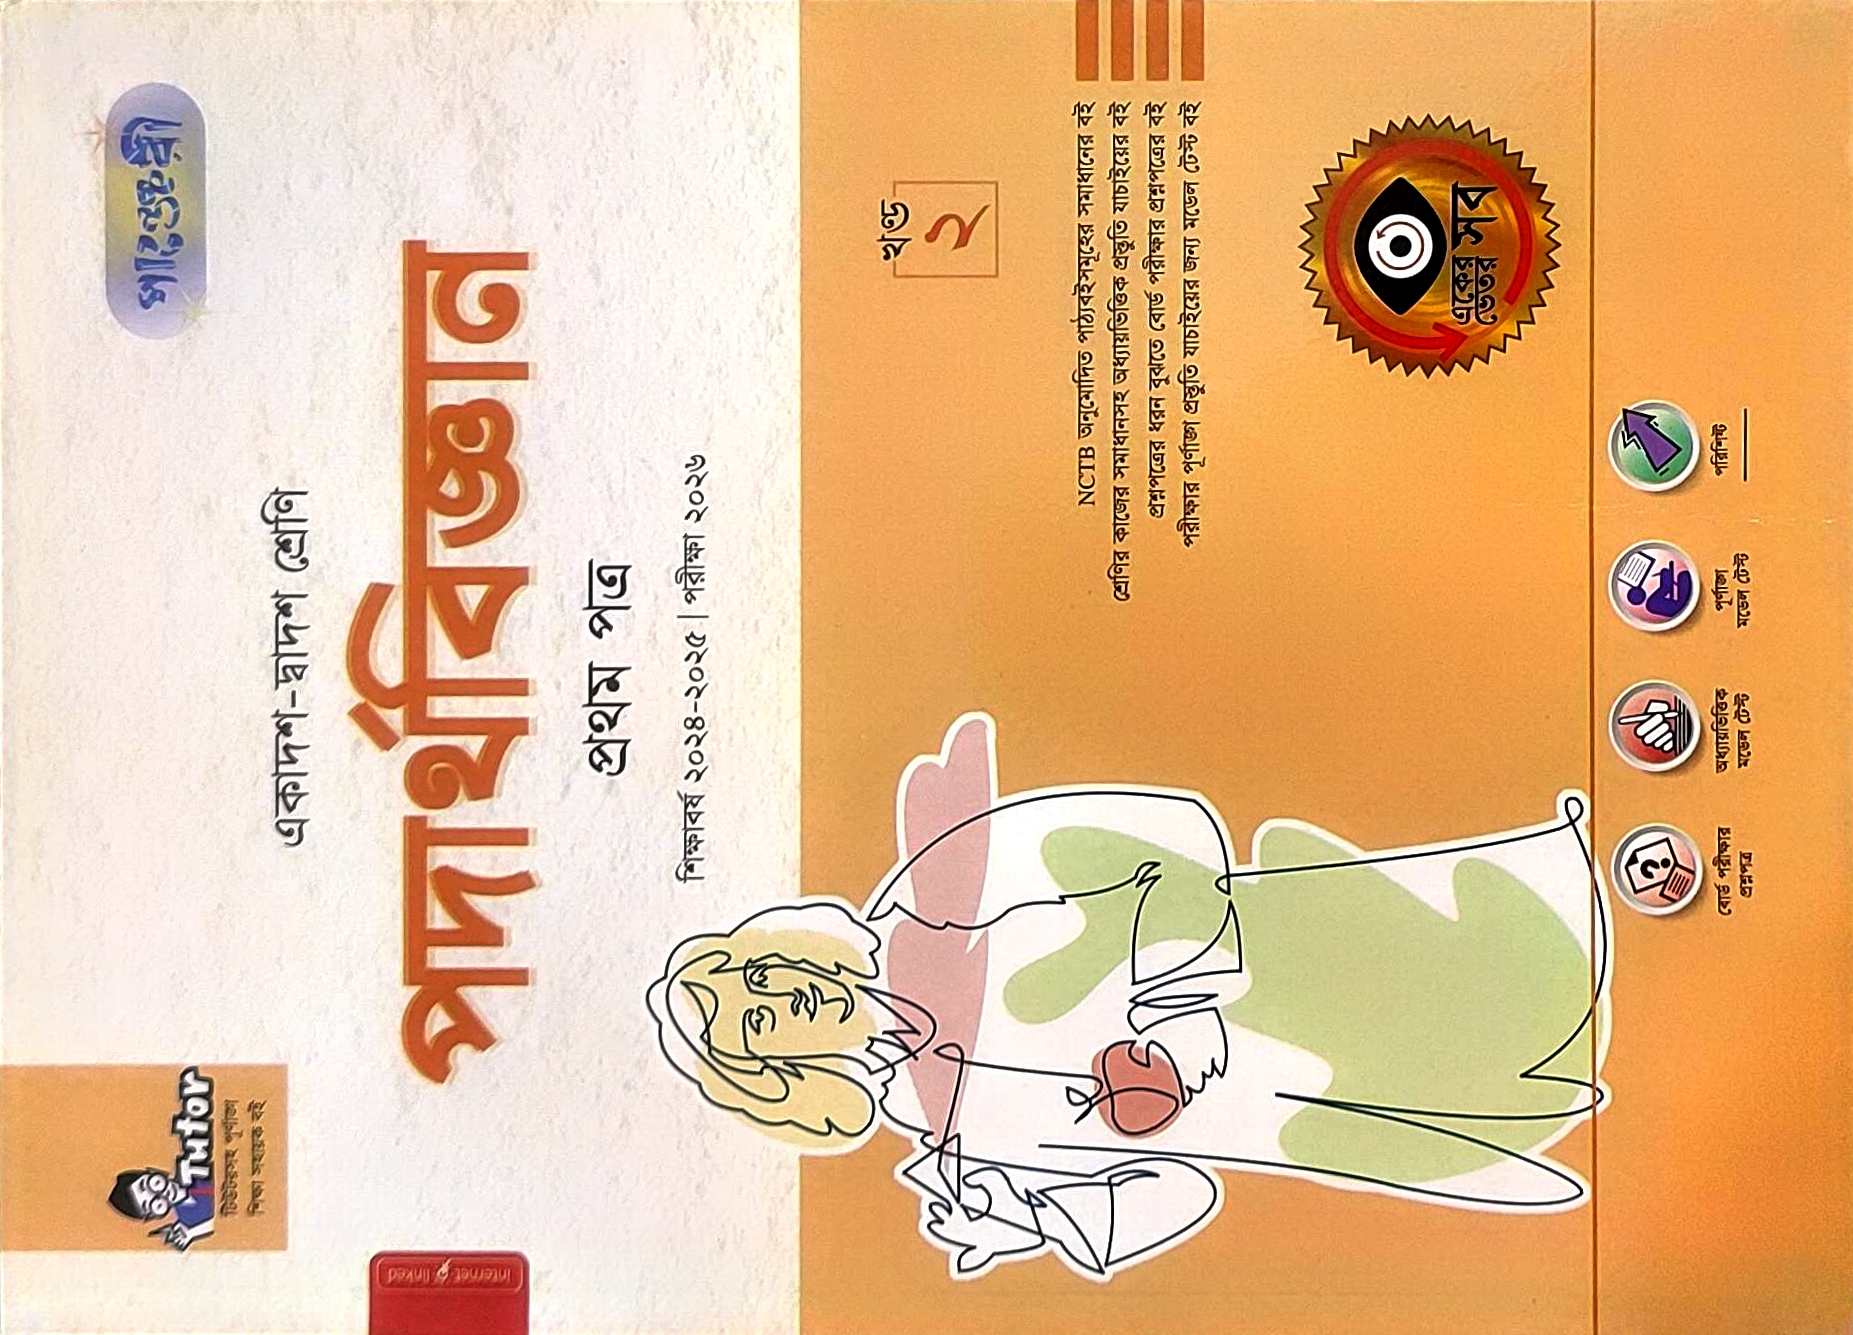 Tutor
টিউটরসহ পূর্ণাঙ্গ
শিক্ষা সহায়ক বই
পাঞ্জেরী
একাদশ-দ্বাদশ শ্রেণি
internet linked
পদার্থবিজ্ঞান
প্রথম পত্র
শিক্ষাবর্ষ ২০২৪-২০২৫ | পরীক্ষা ২০২৬
খণ্ড
২
NCTB অনুমোদিত পাঠ্যবইসমূহের সমাধানের বই
শ্রেণির কাজের সমাধানসহ অধ্যায়ভিত্তিক প্রস্তুতি যাচাইয়ের বই
প্রশ্নপত্রের ধরন বুঝতে বোর্ড পরীক্ষার প্রশ্নপত্রের বই
পরীক্ষার পূর্ণাঙ্গ প্রস্তুতি যাচাইয়ের জন্য মডেল টেস্ট বই
একের ভেতর সব
বোর্ড পরীক্ষার প্রশ্নপত্র
অধ্যায়ভিত্তিক মডেল টেস্ট
পূর্ণাঙ্গ মডেল টেস্ট
পরিশিষ্ট